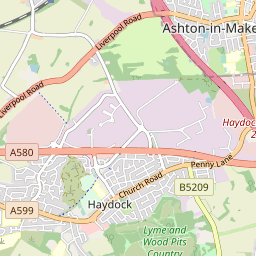 Liverpool Road
Ashton-in-Make
Liverpool Road
Haydoc
A580
Penny Lane
Church Road
B5209
Haydock
A599
Lyme and
Wood Pits
Country